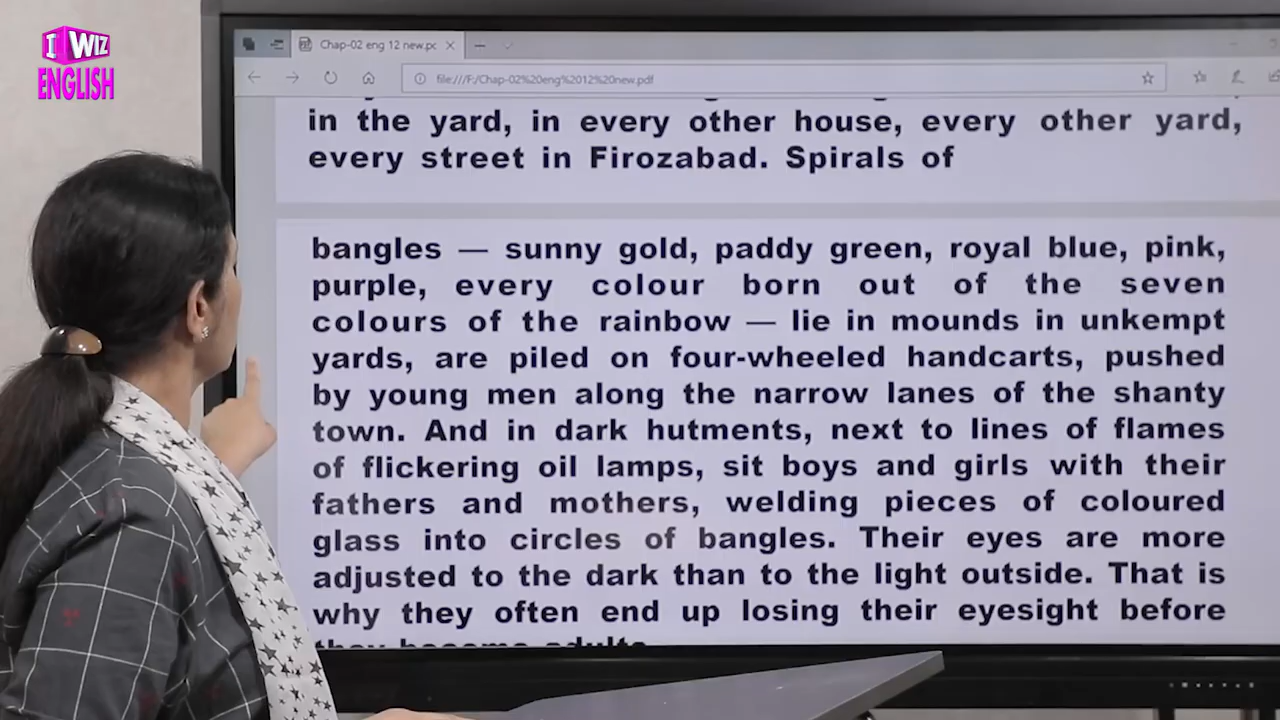 I WIZ
ENGLISH
Chap-02 eng 12 new.pc
file:///F:/Chap-02%20eng%2012%20new.pdf
in the yard, in every other house, every other yard,
every street in Firozabad. Spirals of
bangles — sunny gold, paddy green, royal blue, pink,
purple, every colour born out of the seven
colours of the rainbow — lie in mounds in unkempt
yards, are piled on four-wheeled handcarts, pushed
by young men along the narrow lanes of the shanty
town. And in dark hutments, next to lines of flames
of flickering oil lamps, sit boys and girls with their
fathers and mothers, welding pieces of coloured
glass into circles of bangles. Their eyes are more
adjusted to the dark than to the light outside. That is
why they often end up losing their eyesight before
they become adults.